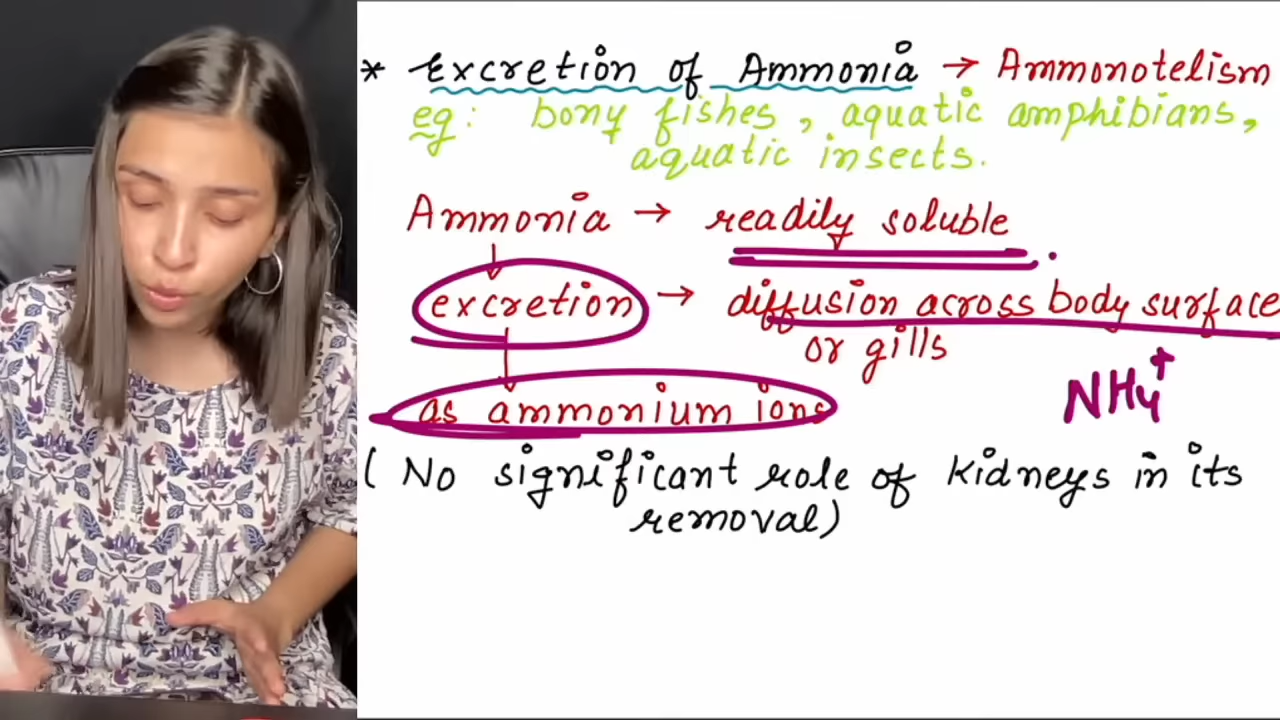 * Excretion of Ammonia → Ammonotelism
eg: bony fishes, aquatic amphibians,
aquatic insects.
Ammonia → readily soluble
excretion → diffusion across body surface
or gills
NH4+
as ammonium ions
( No significant role of kidneys in its
removal)